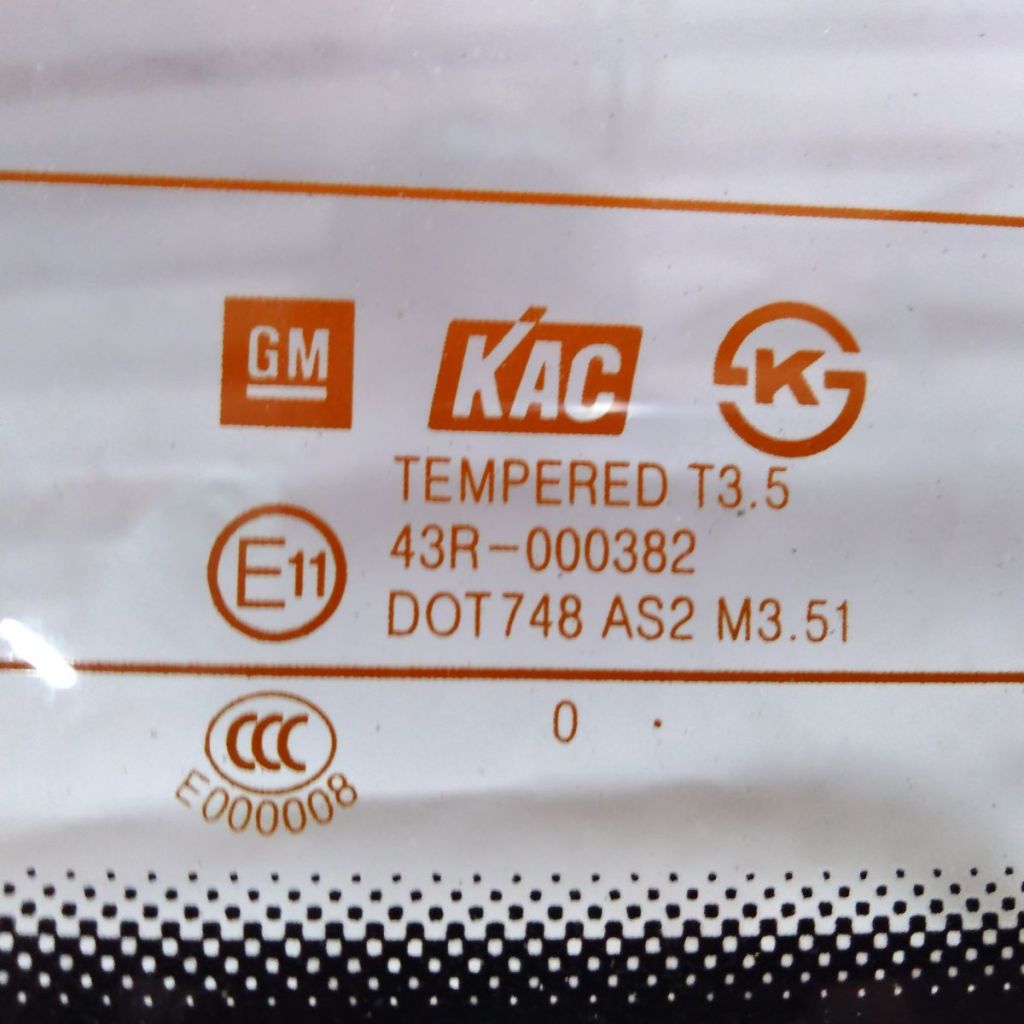 GM KAC K
TEMPERED T3.5
E11 43R-000382
DOT748 AS2 M3.51
CCC 0 .
E000008